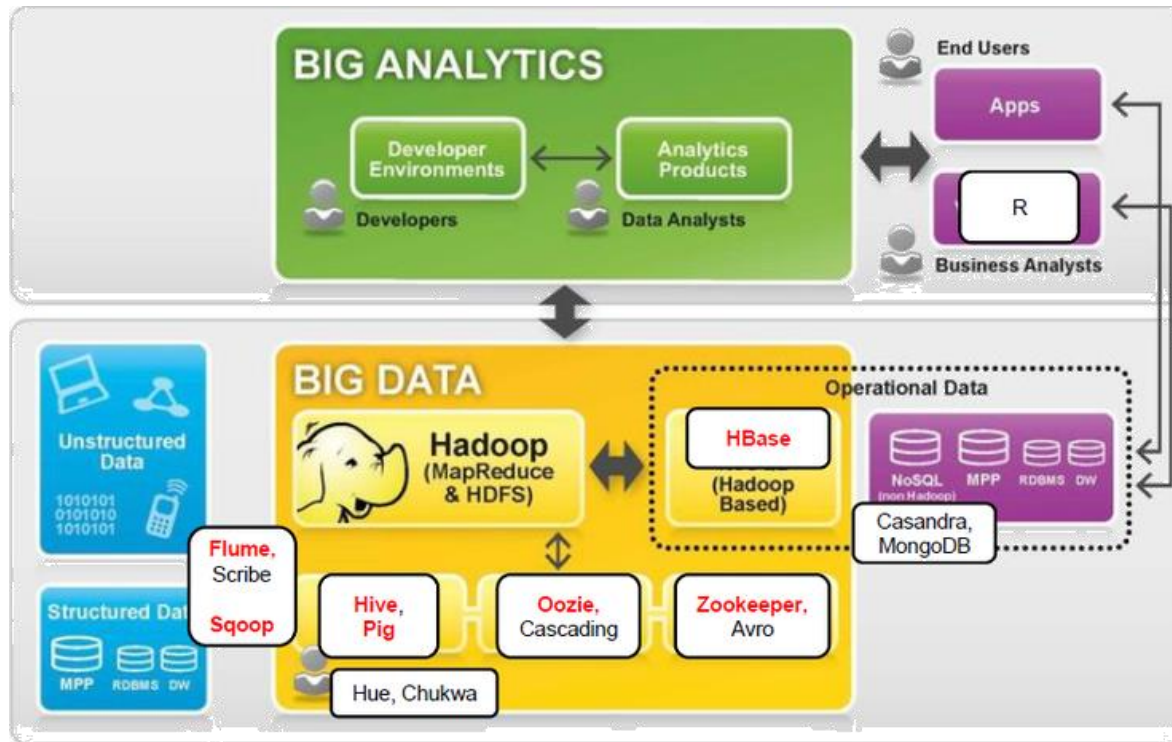 BIG ANALYTICS
Developer
Environments
Analytics
Products
Developers
Data Analysts
End Users
Apps
R
Business Analysts
Unstructured
Data
1010101
0101010
1010101
Structured Dat
MPP
RDBMS
DW
Flume,
Scribe
Sqoop
BIG DATA
Hadoop
(MapReduce
& HDFS)
Operational Data
HBase
(Hadoop
Based)
NoSQL
(non Hadoop)
MPP
RDBMS
DW
Casandra,
MongoDB
Hive,
Pig
Oozie,
Cascading
Zookeeper,
Avro
Hue, Chukwa